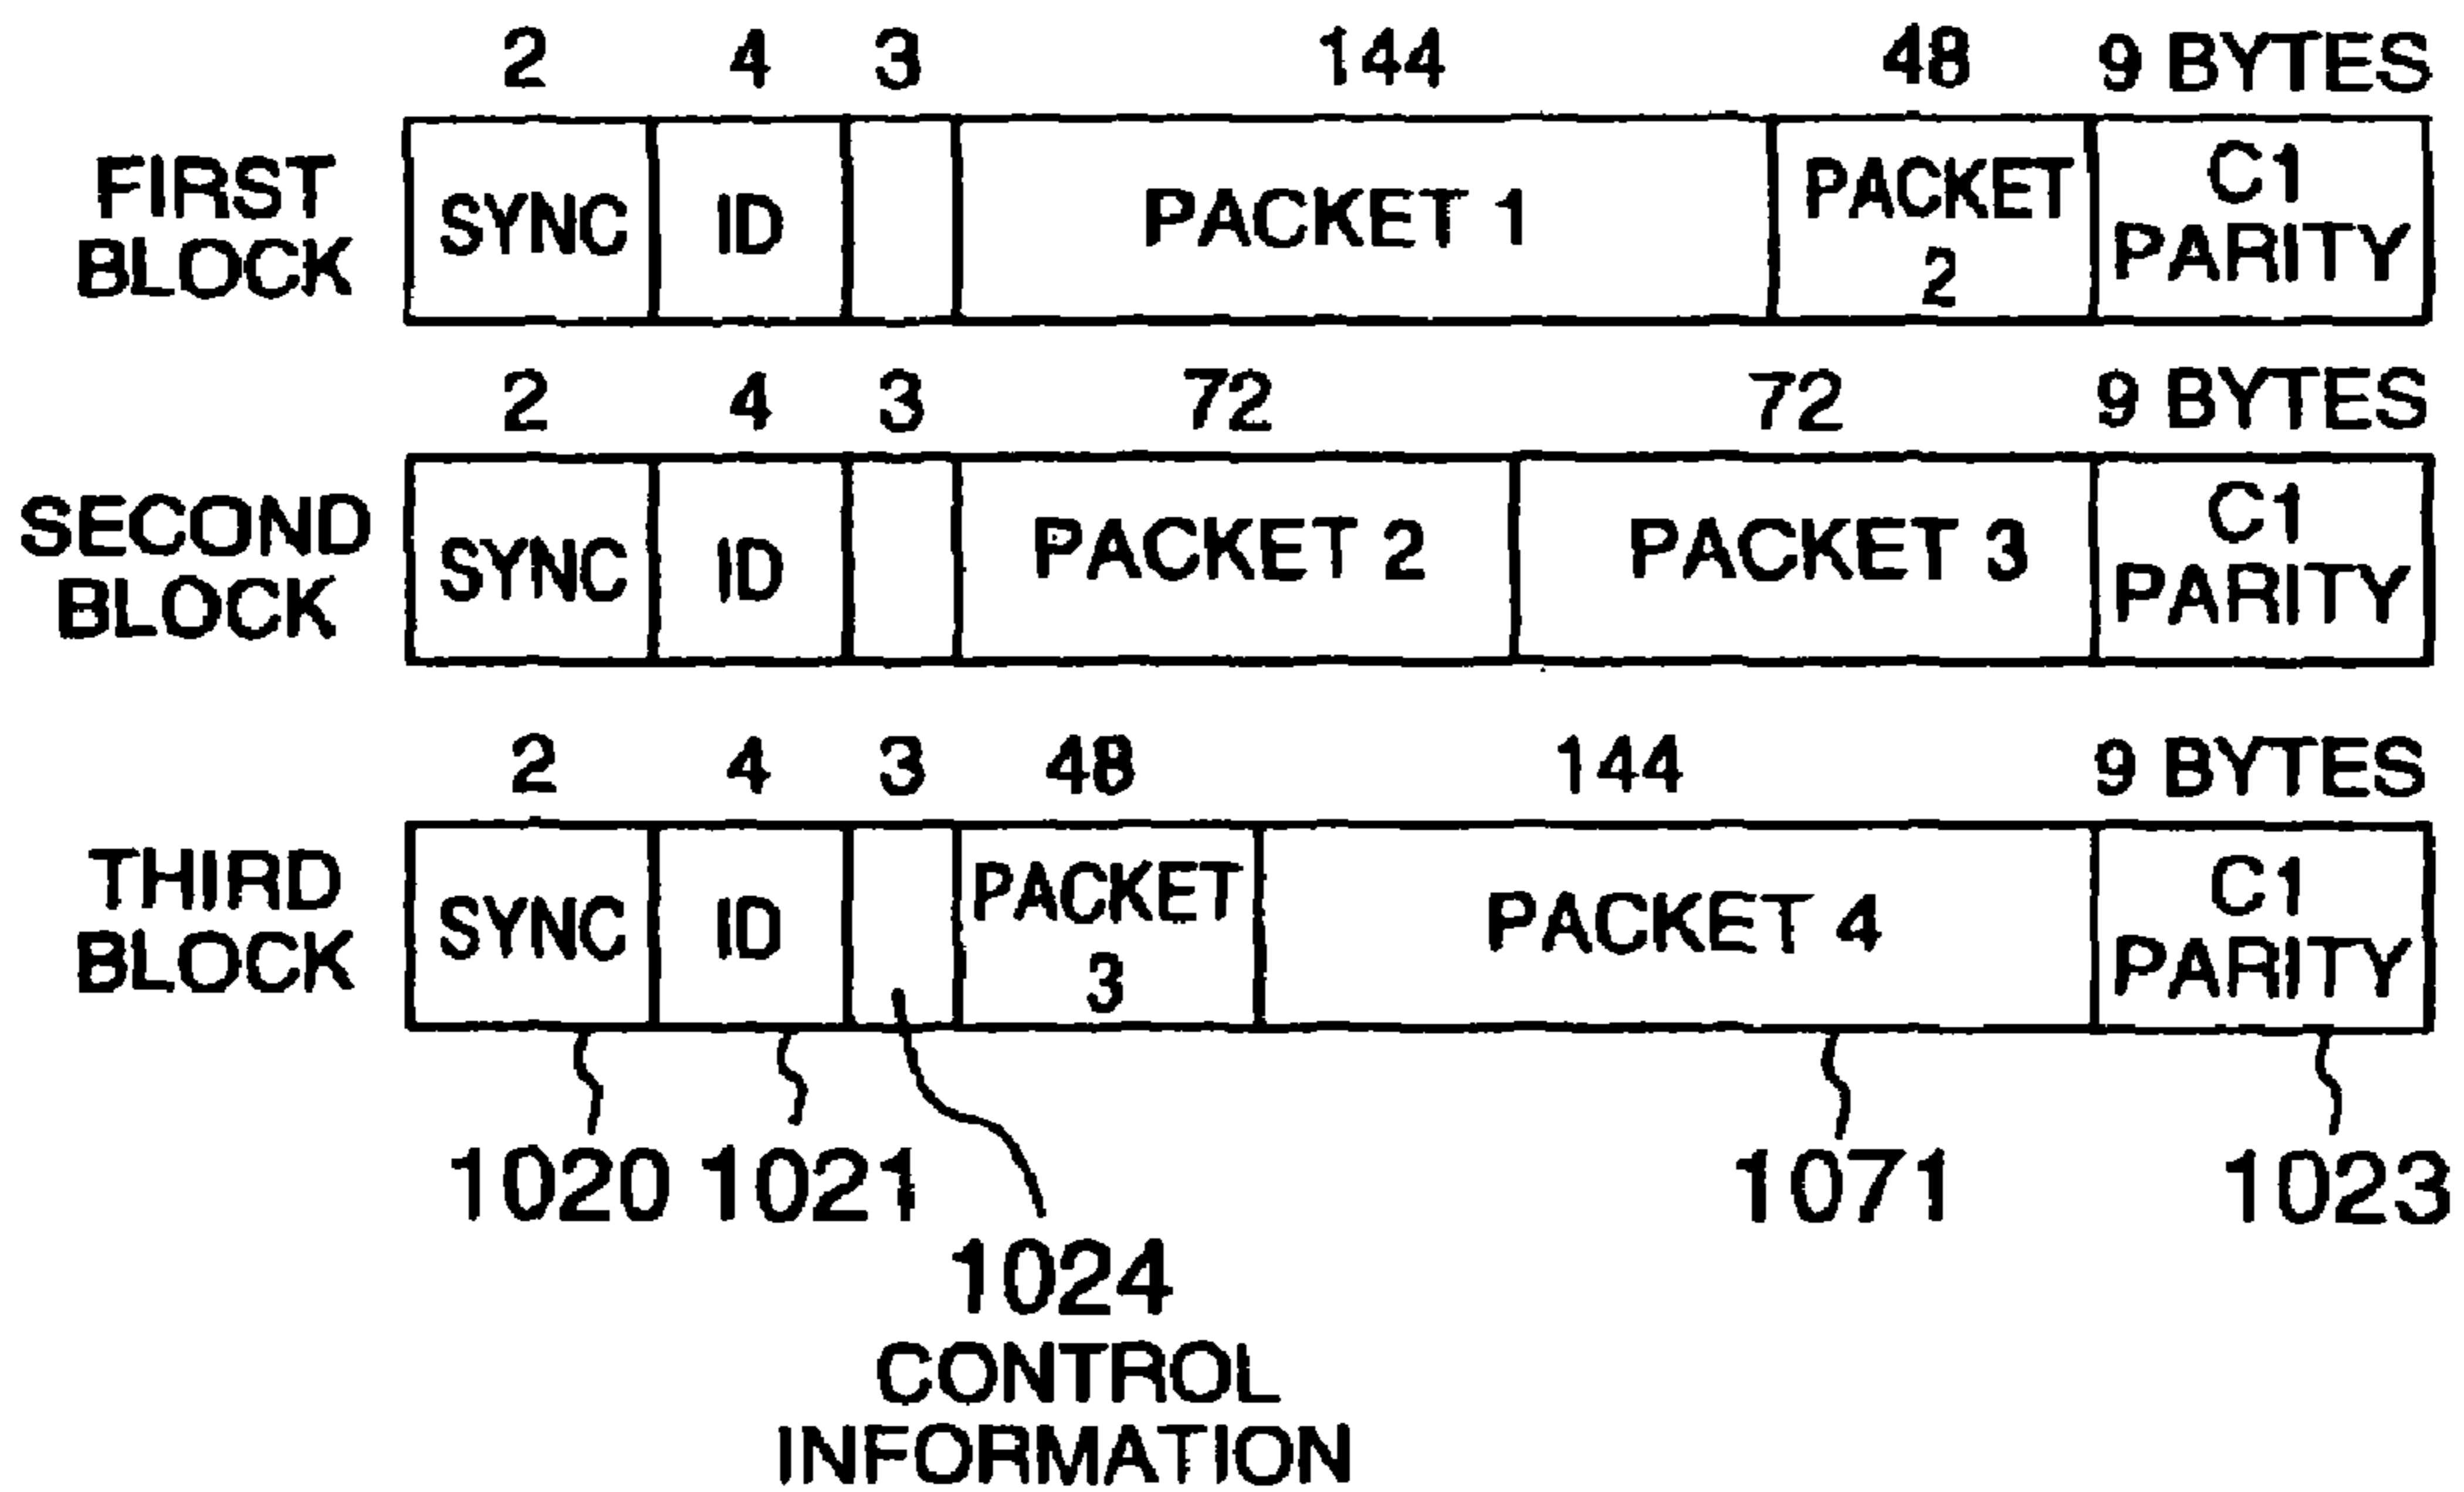 2 4 3 144 48 9 BYTES
FIRST BLOCK SYNC ID PACKET 1 PACKET 2 C1 PARITY
2 4 3 72 72 9 BYTES
SECOND BLOCK SYNC ID PACKET 2 PACKET 3 C1 PARITY
2 4 3 48 144 9 BYTES
THIRD BLOCK SYNC ID PACKET 3 PACKET 4 C1 PARITY
1020 1021 1071 1023
1024
CONTROL
INFORMATION